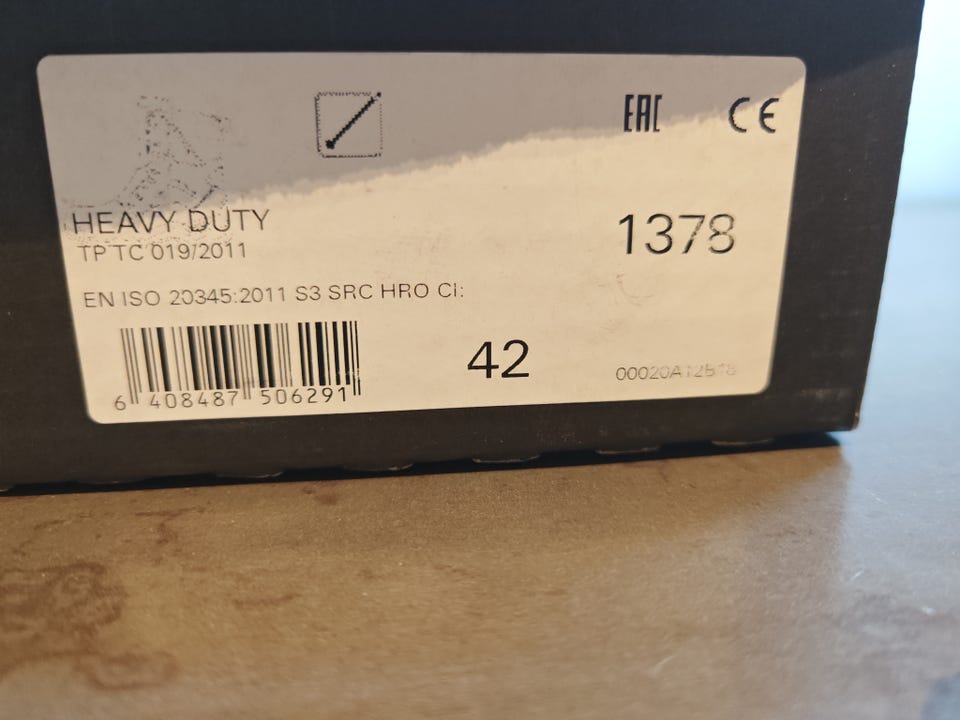 EAC CE
HEAVY DUTY
TP TC 019/2011
1378
EN ISO 20345:2011 S3 SRC HRO CI:
6 408487 506291
42